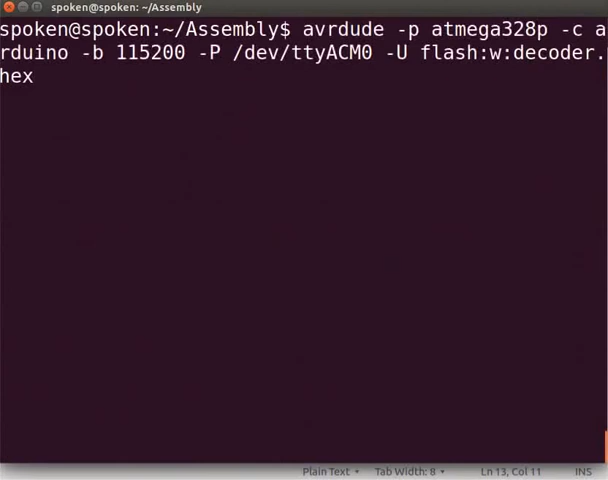 spoken@spoken: ~/Assembly
spoken@spoken:~/Assembly$ avrdude -p atmega328p -c a
rduino -b 115200 -P /dev/ttyACM0 -U flash:w:decoder.
hex
Plain Text Tab Width: 8 Ln 13, Col 11 INS